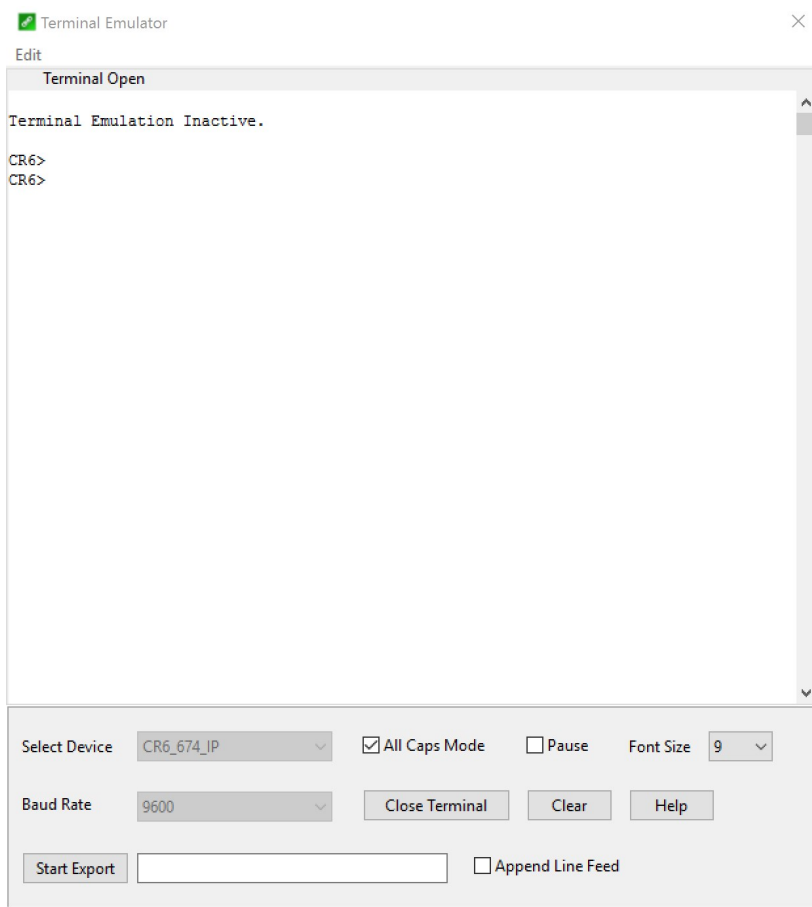 Terminal Emulator
Edit
Terminal Open
Terminal Emulation Inactive.
CR6>
CR6>
Select Device CR6_674_IP All Caps Mode Pause Font Size 9
Baud Rate 9600 Close Terminal Clear Help
Start Export Append Line Feed